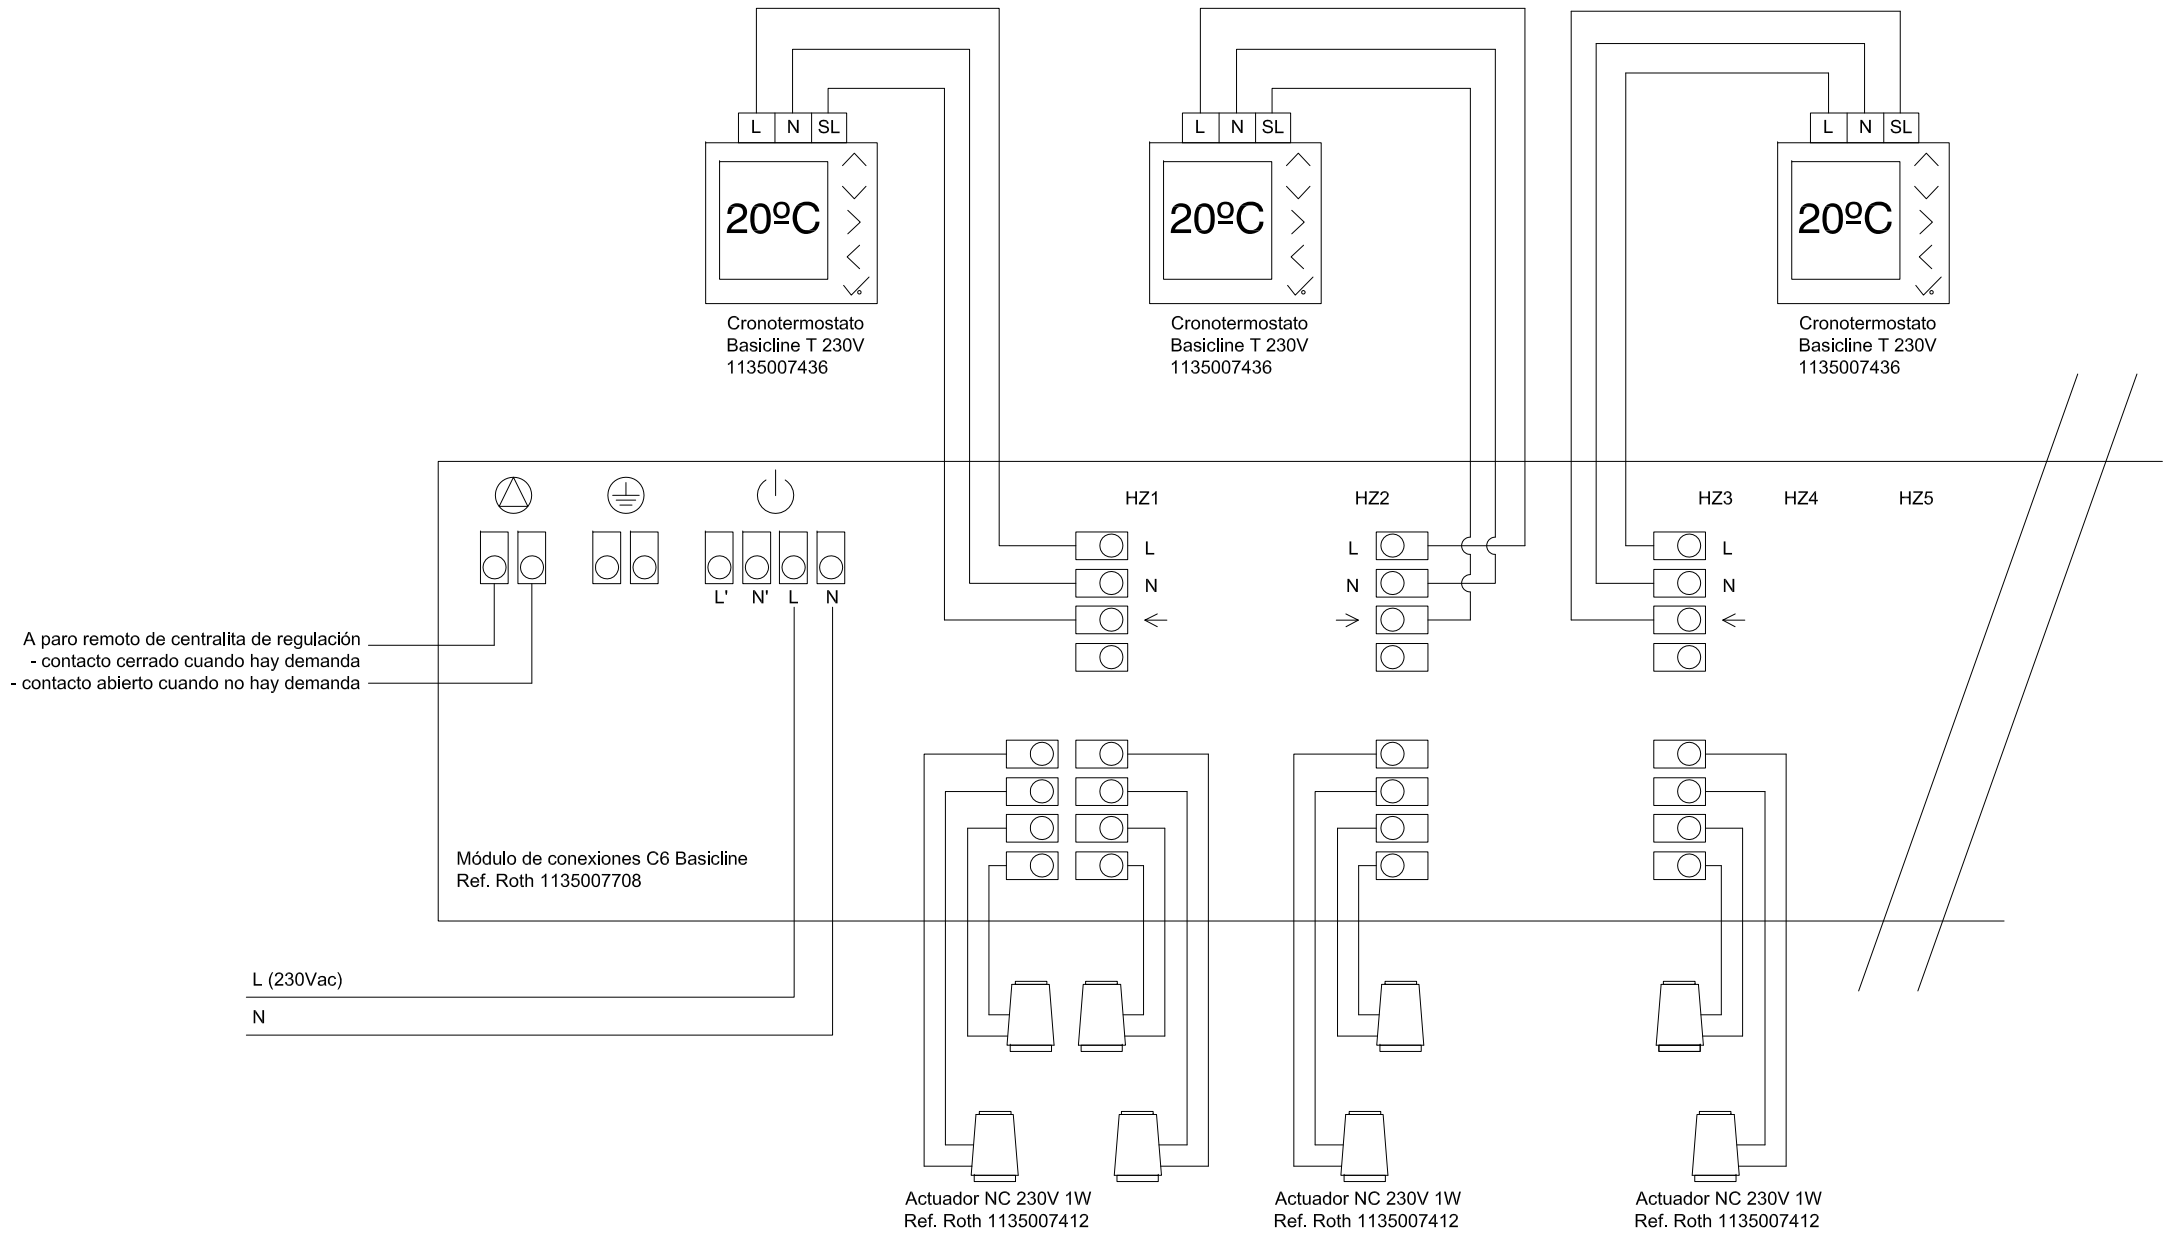 L N SL
L N SL
L N SL
20ºC
20ºC
20ºC
Cronotermostato
Basicline T 230V
1135007436
Cronotermostato
Basicline T 230V
1135007436
Cronotermostato
Basicline T 230V
1135007436
HZ1
HZ2
HZ3
HZ4
HZ5
L
N
L
N
L
N
L' N' L N
A paro remoto de centralita de regulación
- contacto cerrado cuando hay demanda
- contacto abierto cuando no hay demanda
Módulo de conexiones C6 Basicline
Ref. Roth 1135007708
L (230Vac)
N
Actuador NC 230V 1W
Ref. Roth 1135007412
Actuador NC 230V 1W
Ref. Roth 1135007412
Actuador NC 230V 1W
Ref. Roth 1135007412